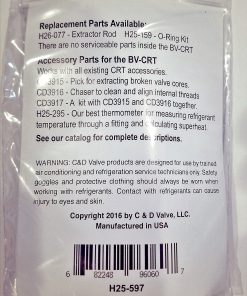 Replacement Parts Available:
H26-077 - Extractor Rod H25-159 - O-Ring Kit
There are no serviceable parts inside the BV-CRT
Accessory Parts for the BV-CRT
Works with all existing CRT accessories.
CD3915 - Pick for extracting broken valve cores.
CD3916 - Chaser to clean and align internal threads
CD3917 - A kit with CD3915 and CD3916 together.
H25-295 - Our best thermometer for measuring refrigerant
temperature through a fitting and calculating superheat.
See our catalog for complete descriptions.
WARNING: C&D Valve products are designed for use by trained
air conditioning and refrigeration service technicians only. Safety
goggles and protective clothing should always be worn when
working with refrigerants. Contact with refrigerants can cause
injury to eyes and skin.
Copyright 2016 by C & D Valve, LLC.
Manufactured in USA
6 82248 96060 7
H25-597